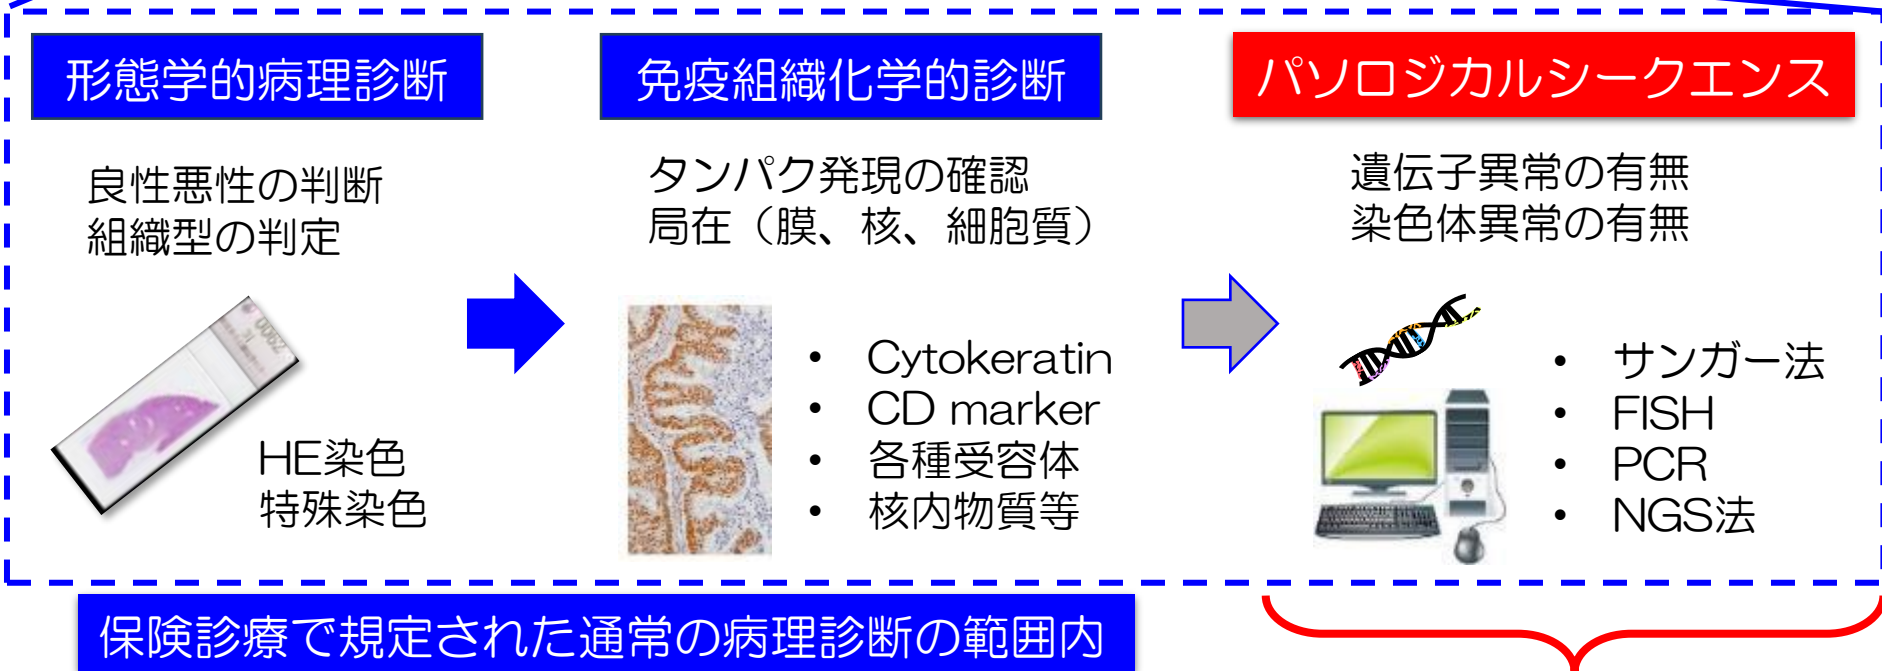 形態学的病理診断
良性悪性の判断
組織型の判定
HE染色
特殊染色
免疫組織化学的診断
タンパク発現の確認
局在（膜、核、細胞質）
• Cytokeratin
• CD marker
• 各種受容体
• 核内物質等
パソロジカルシークエンス
遺伝子異常の有無
染色体異常の有無
• サンガー法
• FISH
• PCR
• NGS法
保険診療で規定された通常の病理診断の範囲内